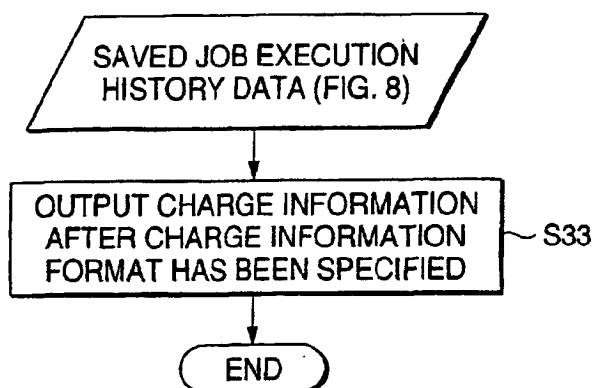 SAVED JOB EXECUTION
HISTORY DATA (FIG. 8)
OUTPUT CHARGE INFORMATION
AFTER CHARGE INFORMATION
FORMAT HAS BEEN SPECIFIED
S33
END